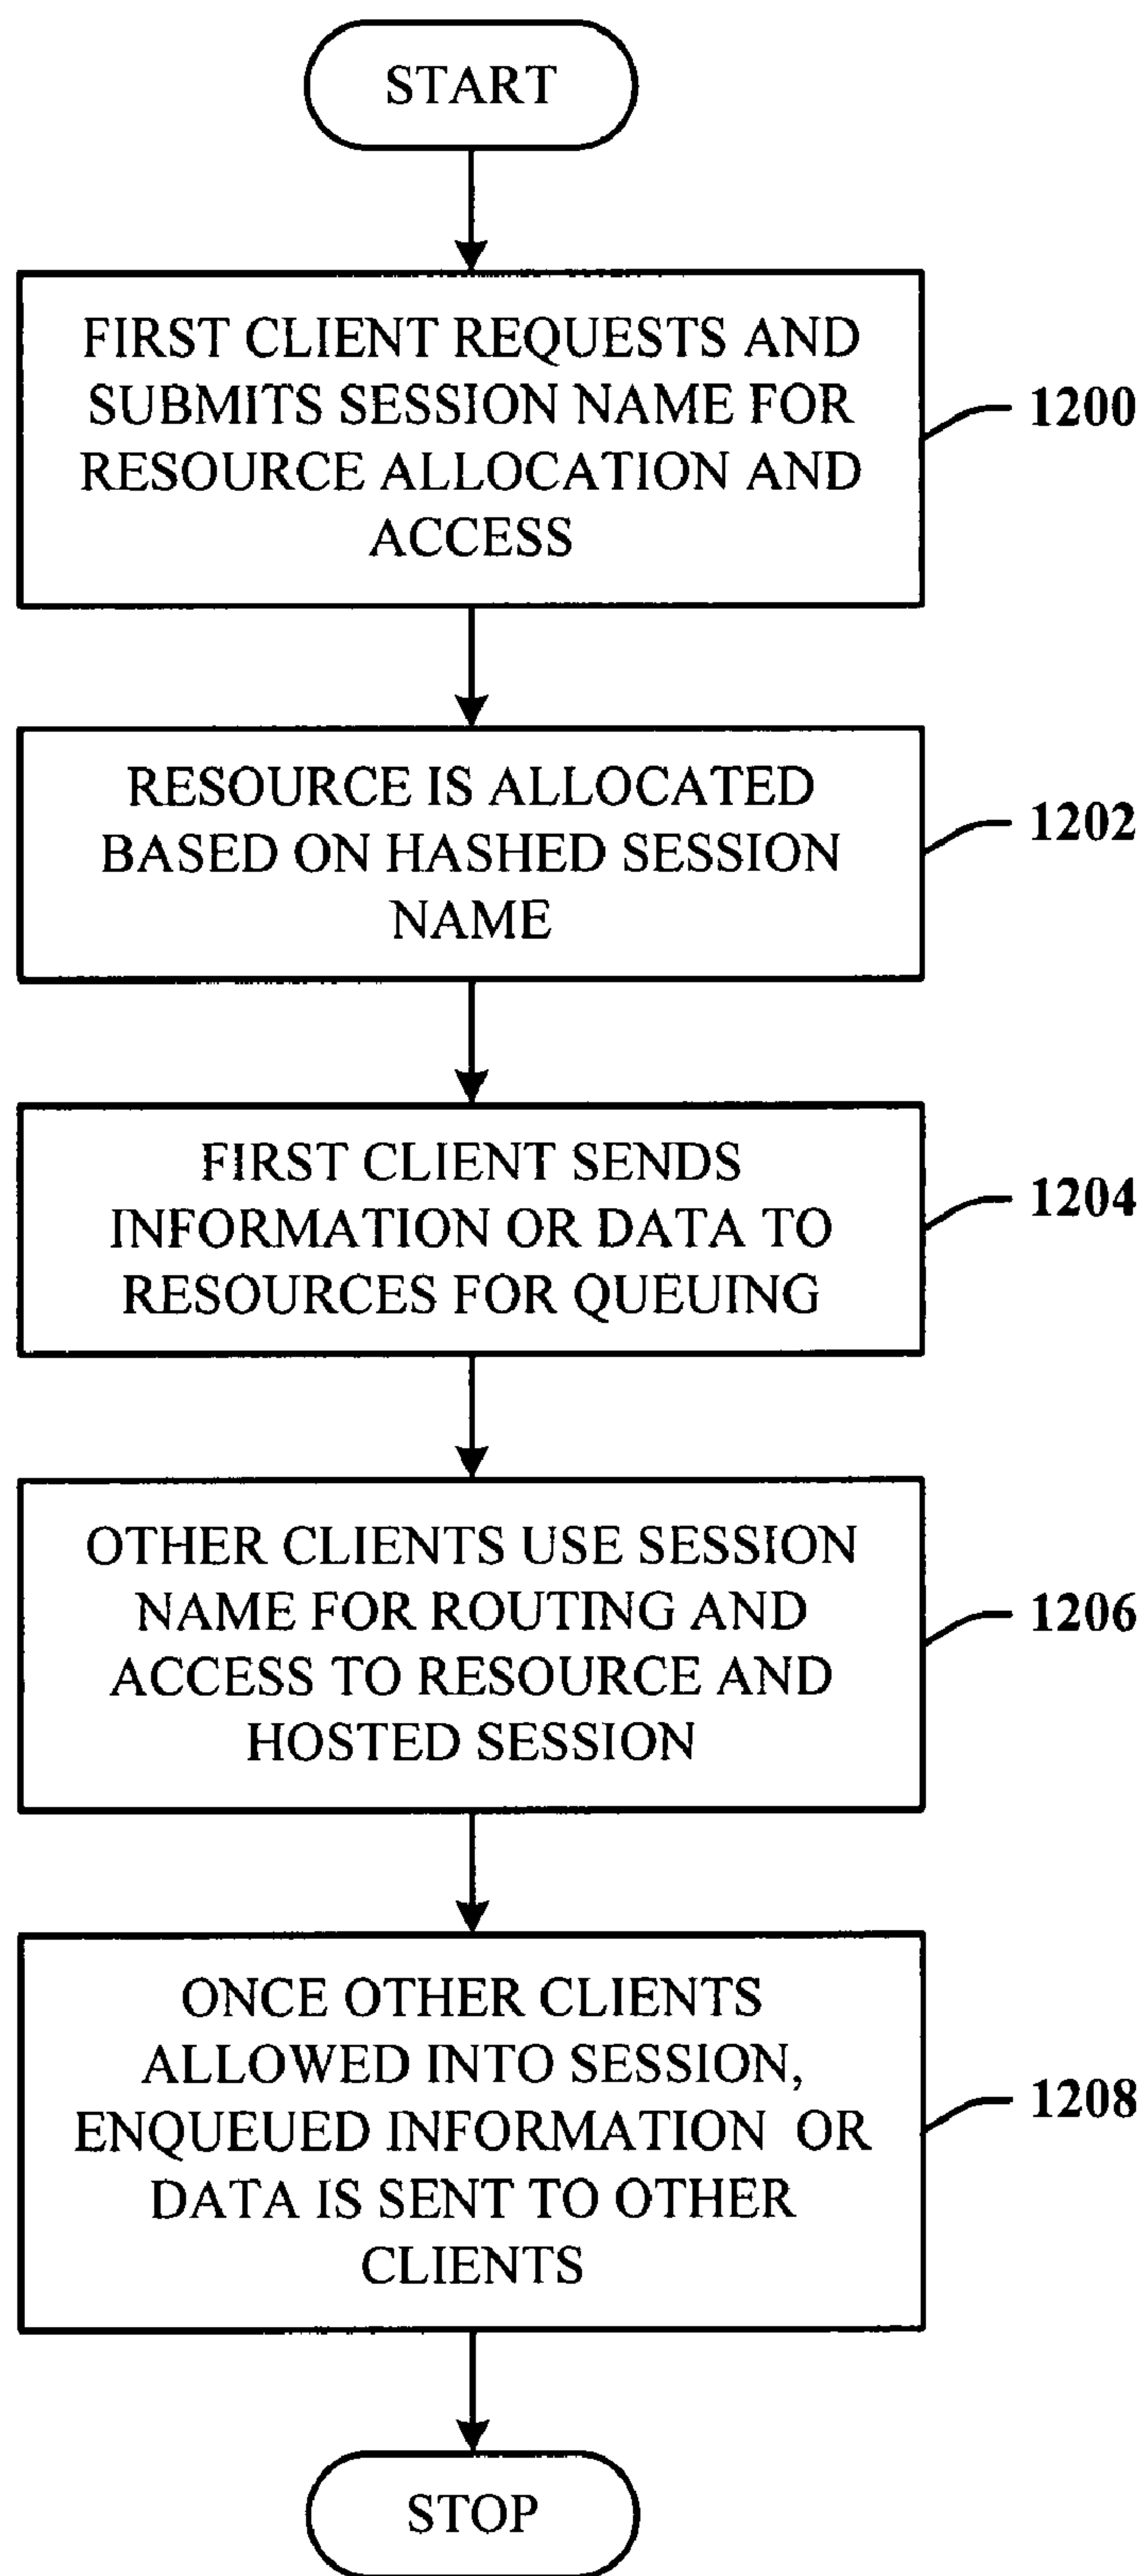 START
FIRST CLIENT REQUESTS AND
SUBMITS SESSION NAME FOR
RESOURCE ALLOCATION AND
ACCESS
1200
RESOURCE IS ALLOCATED
BASED ON HASHED SESSION
NAME
1202
FIRST CLIENT SENDS
INFORMATION OR DATA TO
RESOURCES FOR QUEUING
1204
OTHER CLIENTS USE SESSION
NAME FOR ROUTING AND
ACCESS TO RESOURCE AND
HOSTED SESSION
1206
ONCE OTHER CLIENTS
ALLOWED INTO SESSION,
ENQUEUED INFORMATION OR
DATA IS SENT TO OTHER
CLIENTS
1208
STOP